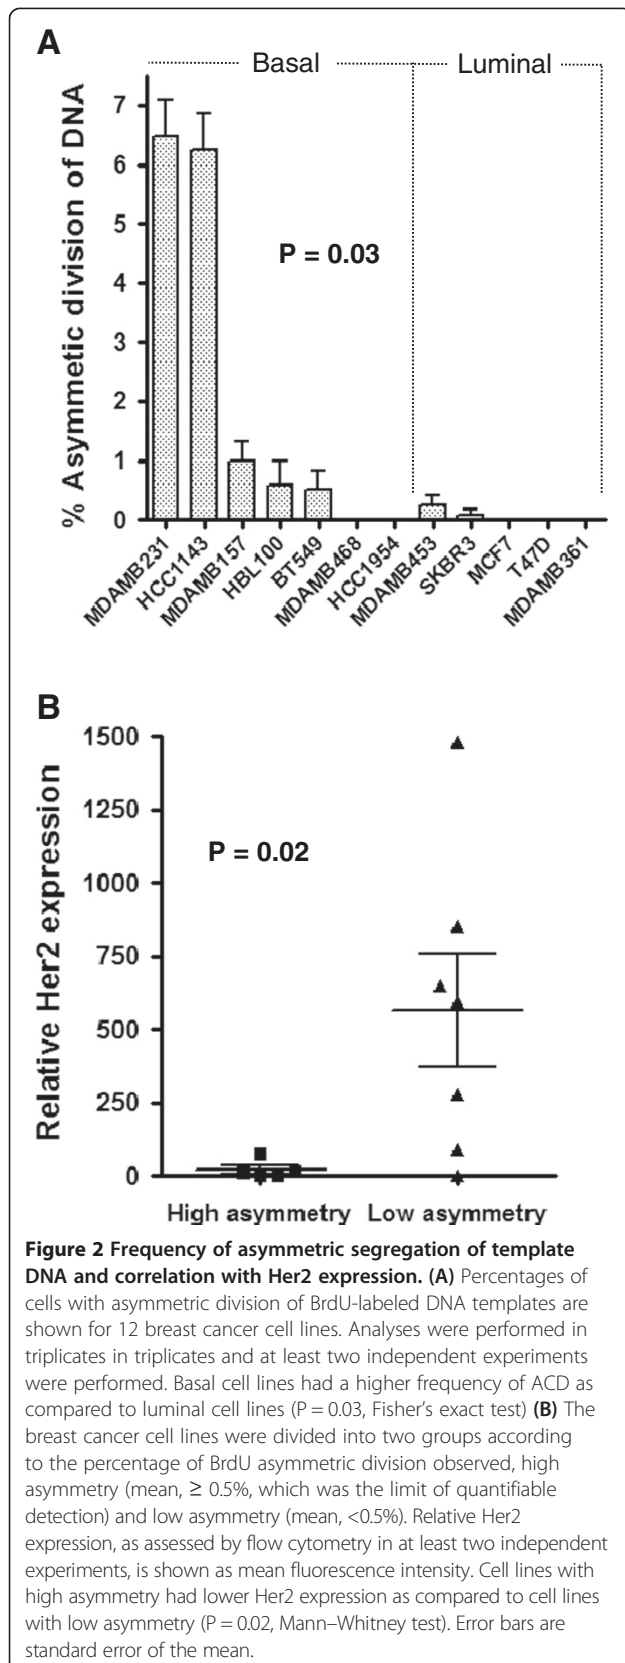 A
Basal
Luminal
% Asymmetic division of DNA
7
6
5
4
3
2
1
0
P = 0.03
MDAMB231
HCC1143
MDAMB157
HBL100
BT549
MDAMB468
HCC1954
MDAMB453
SKBR3
MCF7
T47D
MDAMB361
B
Relative Her2 expression
1500
1250
1000
750
500
250
0
P = 0.02
High asymmetry
Low asymmetry
Figure 2 Frequency of asymmetric segregation of template
DNA and correlation with Her2 expression. (A) Percentages of
cells with asymmetric division of BrdU-labeled DNA templates are
shown for 12 breast cancer cell lines. Analyses were performed in
triplicates in triplicates and at least two independent experiments
were performed. Basal cell lines had a higher frequency of ACD as
compared to luminal cell lines (P = 0.03, Fisher's exact test) (B) The
breast cancer cell lines were divided into two groups according
to the percentage of BrdU asymmetric division observed, high
asymmetry (mean, ≥ 0.5%, which was the limit of quantifiable
detection) and low asymmetry (mean, <0.5%). Relative Her2
expression, as assessed by flow cytometry in at least two independent
experiments, is shown as mean fluorescence intensity. Cell lines with
high asymmetry had lower Her2 expression as compared to cell lines
with low asymmetry (P = 0.02, Mann–Whitney test). Error bars are
standard error of the mean.